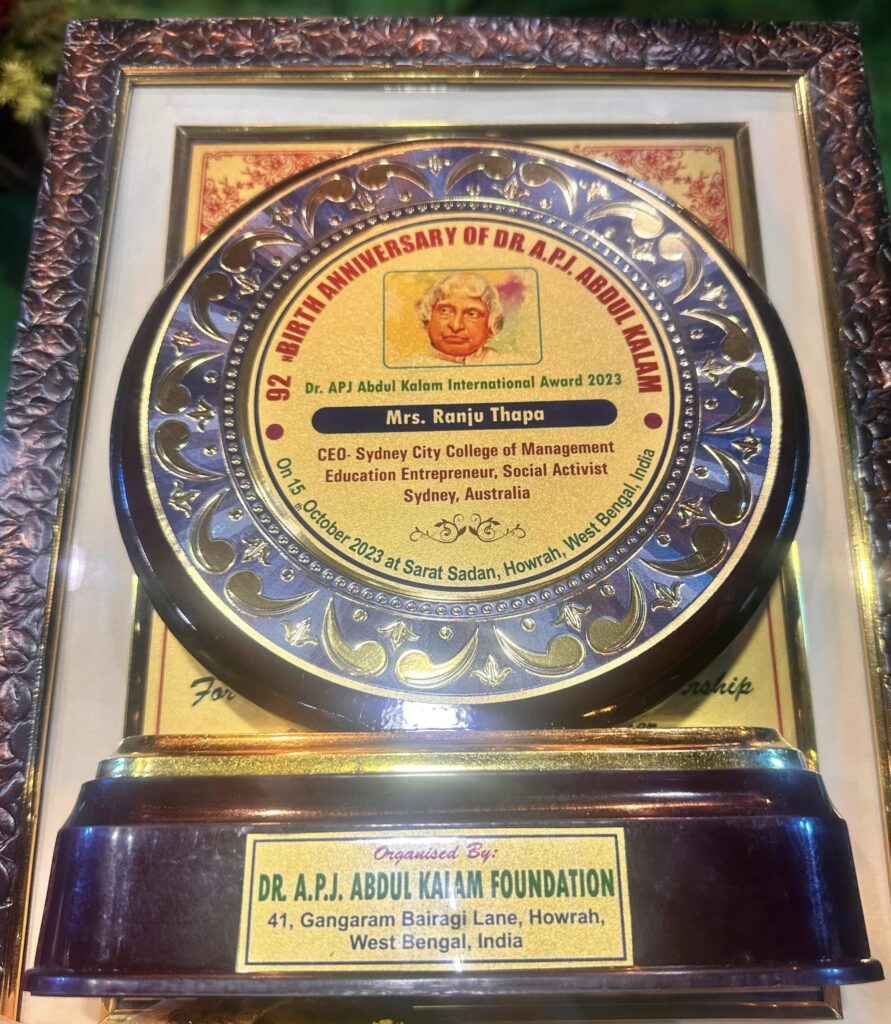 92 nd BIRTH ANNIVERSARY OF DR. A.P.J. ABDUL KALAM
Dr. APJ Abdul Kalam International Award 2023
Mrs. Ranju Thapa
CEO- Sydney City College of Management
Education Entrepreneur, Social Activist
Sydney, Australia
On 15th October 2023 at Sarat Sadan, Howrah, West Bengal, India
For
Organised By:
DR. A.P.J. ABDUL KALAM FOUNDATION
41, Gangaram Bairagi Lane, Howrah,
West Bengal, India